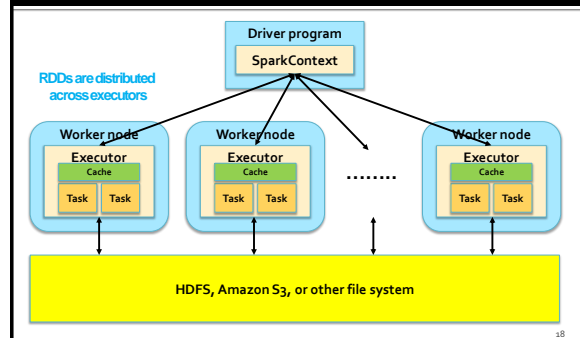 Driver program
SparkContext
RDDs are distributed
across executors
Worker node
Executor
Cache
Task Task
Worker node
Executor
Cache
Task Task
........
Worker node
Executor
Cache
Task Task
HDFS, Amazon S3, or other file system
18